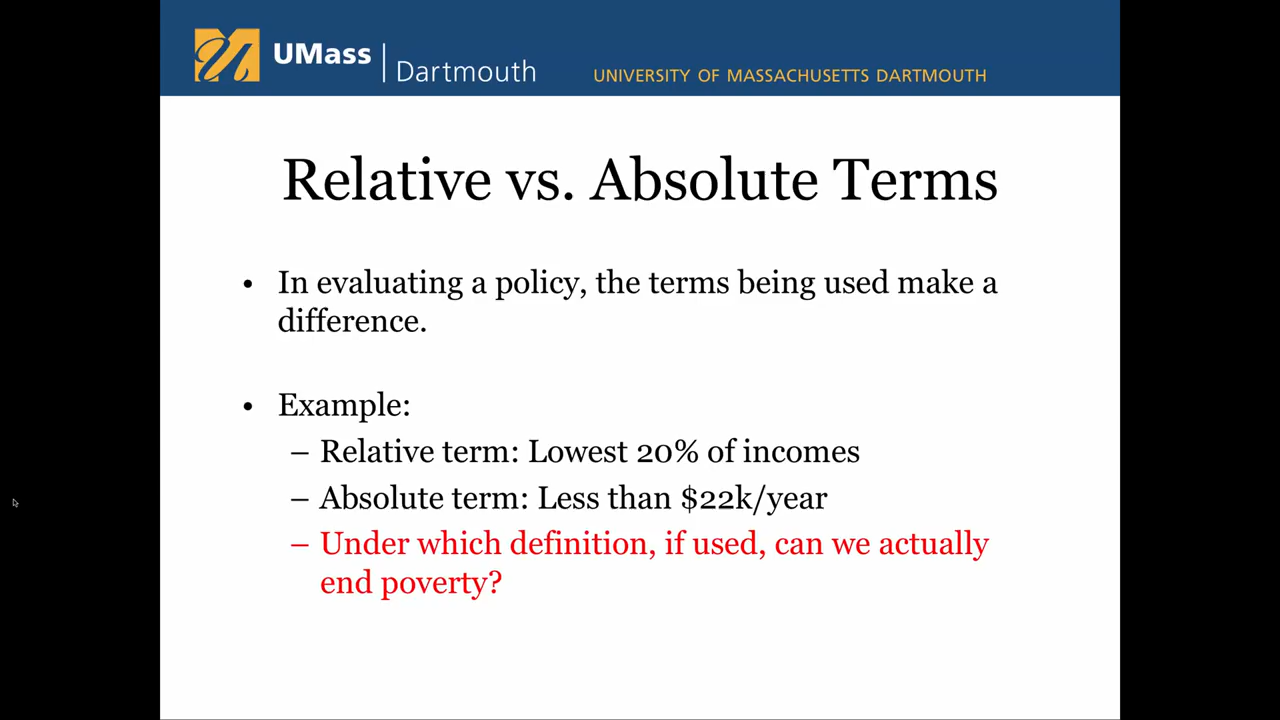 UMass | Dartmouth
UNIVERSITY OF MASSACHUSETTS DARTMOUTH
Relative vs. Absolute Terms
• In evaluating a policy, the terms being used make a
difference.
• Example:
– Relative term: Lowest 20% of incomes
– Absolute term: Less than $22k/year
– Under which definition, if used, can we actually
end poverty?